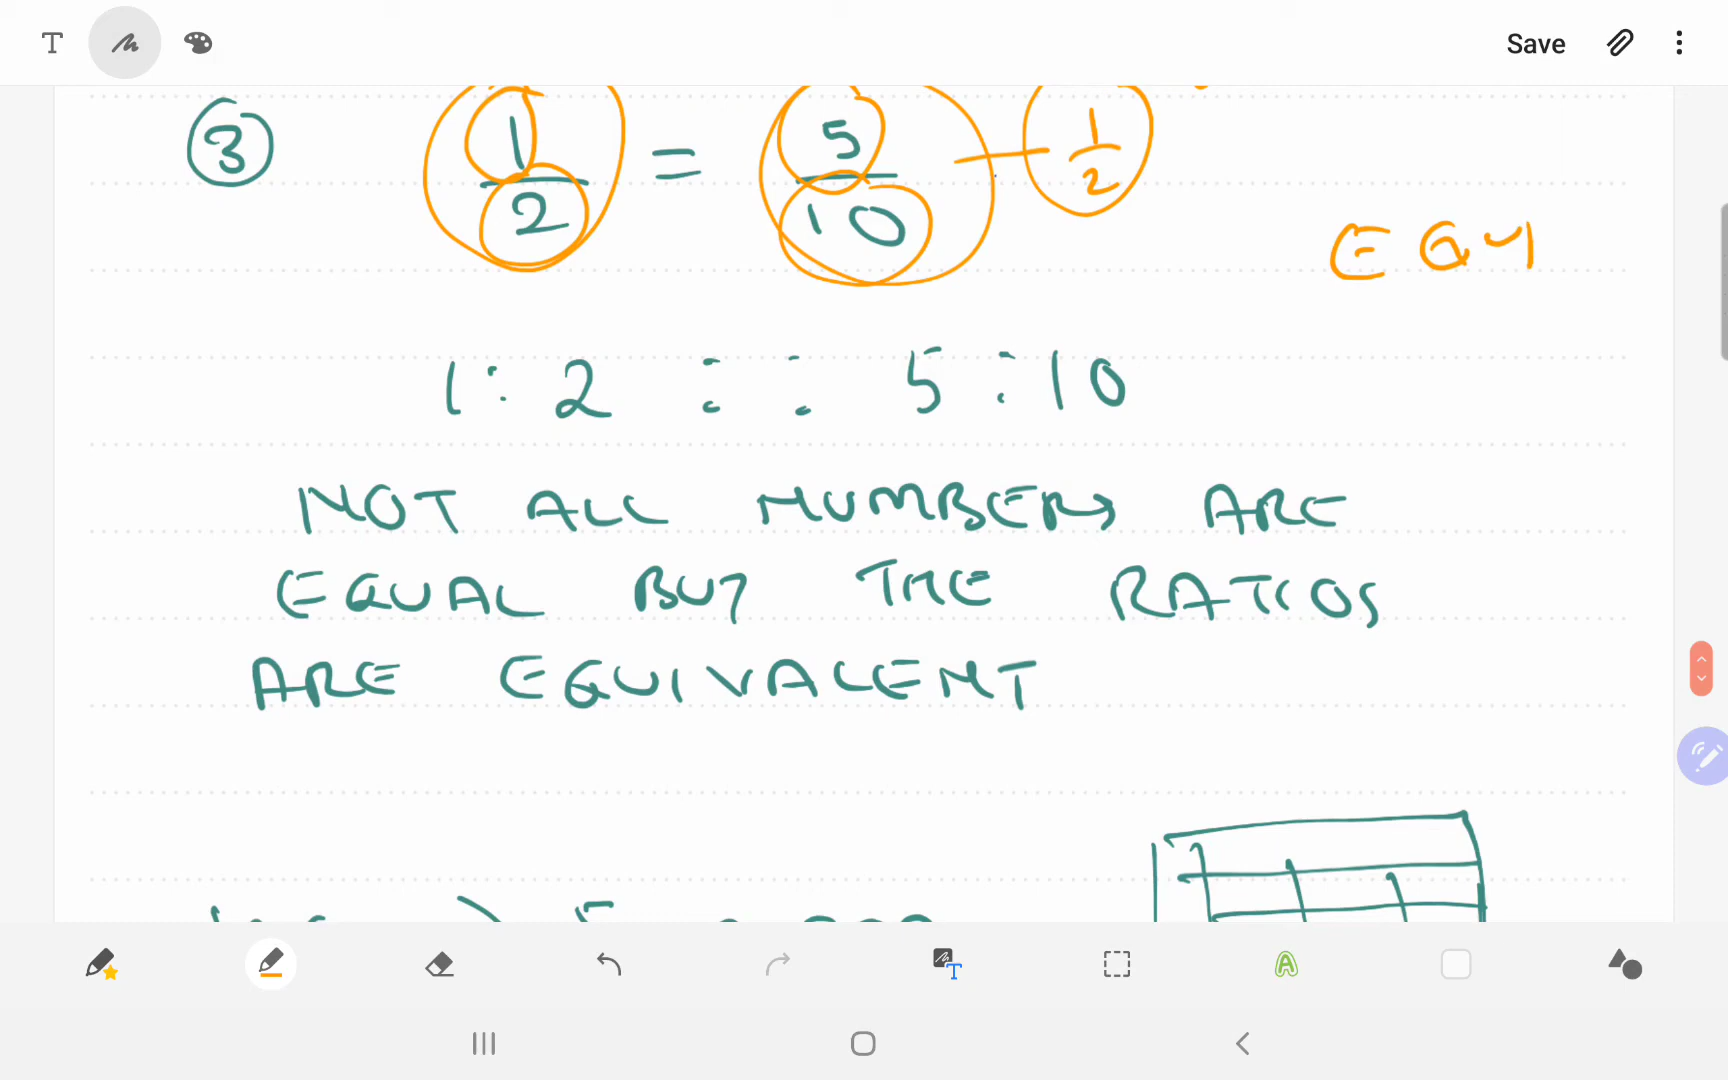 T Save
③ 1/2 = 5/10 — 1/2
1 : 2 : : 5 : 10
NOT ALL NUMBERS ARE
EQUAL BUT THE RATIOS
ARE EQUIVALENT
T
A